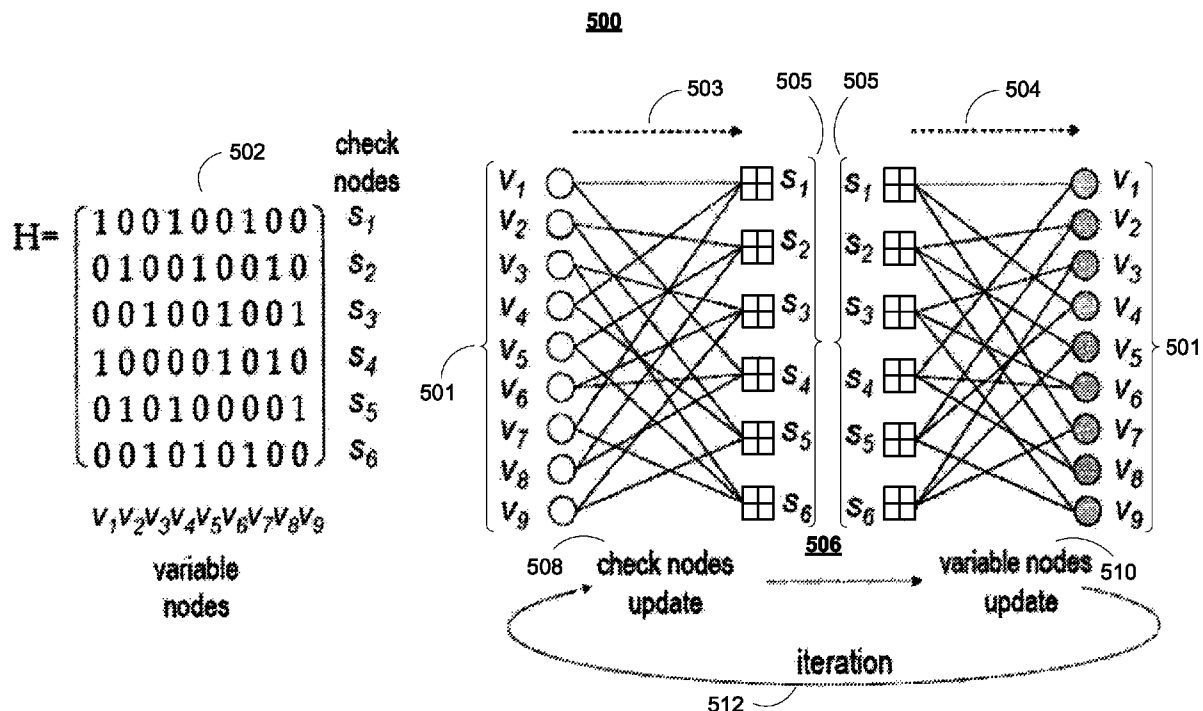 500
503
505
505
504
502
check
nodes
H=
100100100
010010010
001001001
100001010
010100001
001010100
s1
s2
s3
s4
s5
s6
v1v2v3v4v5v6v7v8v9
variable
nodes
501
v1
v2
v3
v4
v5
v6
v7
v8
v9
s1
s2
s3
s4
s5
s6
s1
s2
s3
s4
s5
s6
v1
v2
v3
v4
v5
v6
v7
v8
v9
501
506
508
check nodes
update
variable nodes
update
510
iteration
512